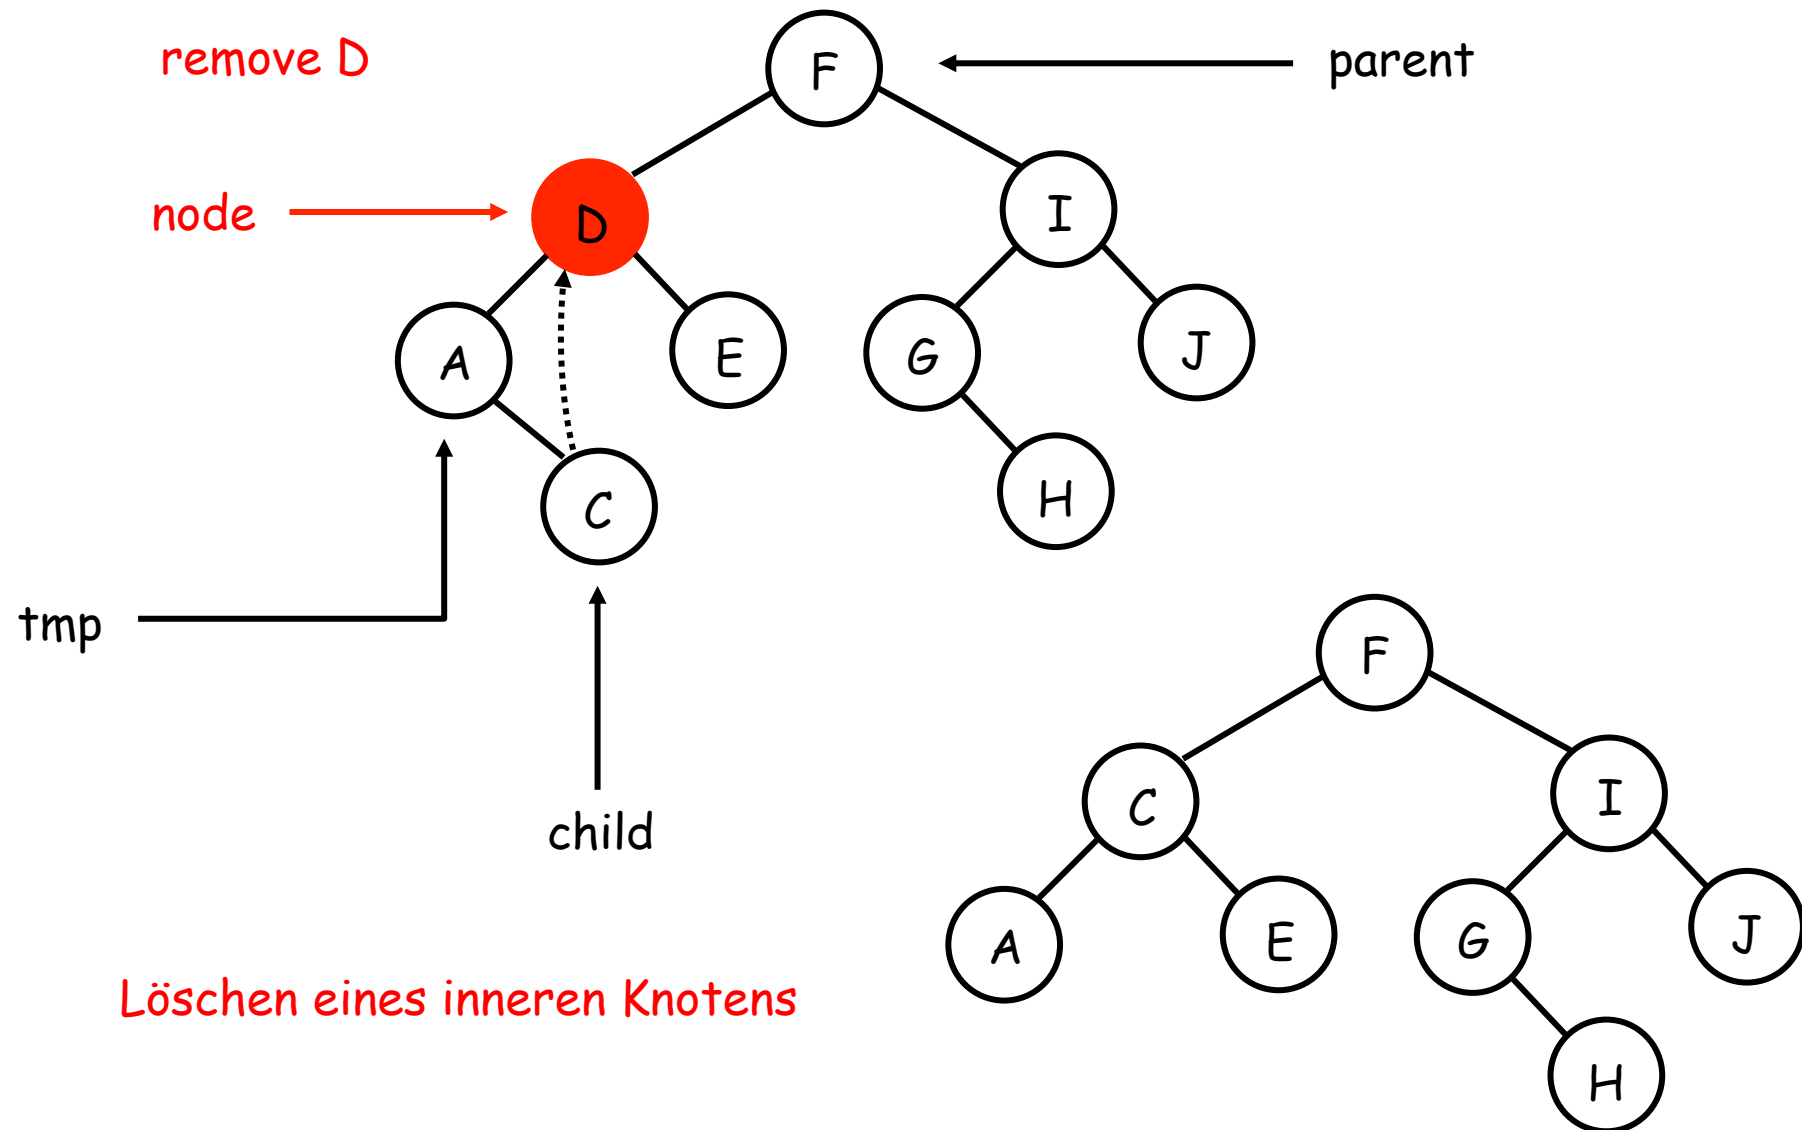 remove D
F
parent
node
D
I
A
E
G
J
C
H
tmp
child
F
C
I
A
E
G
J
H
Löschen eines inneren Knotens